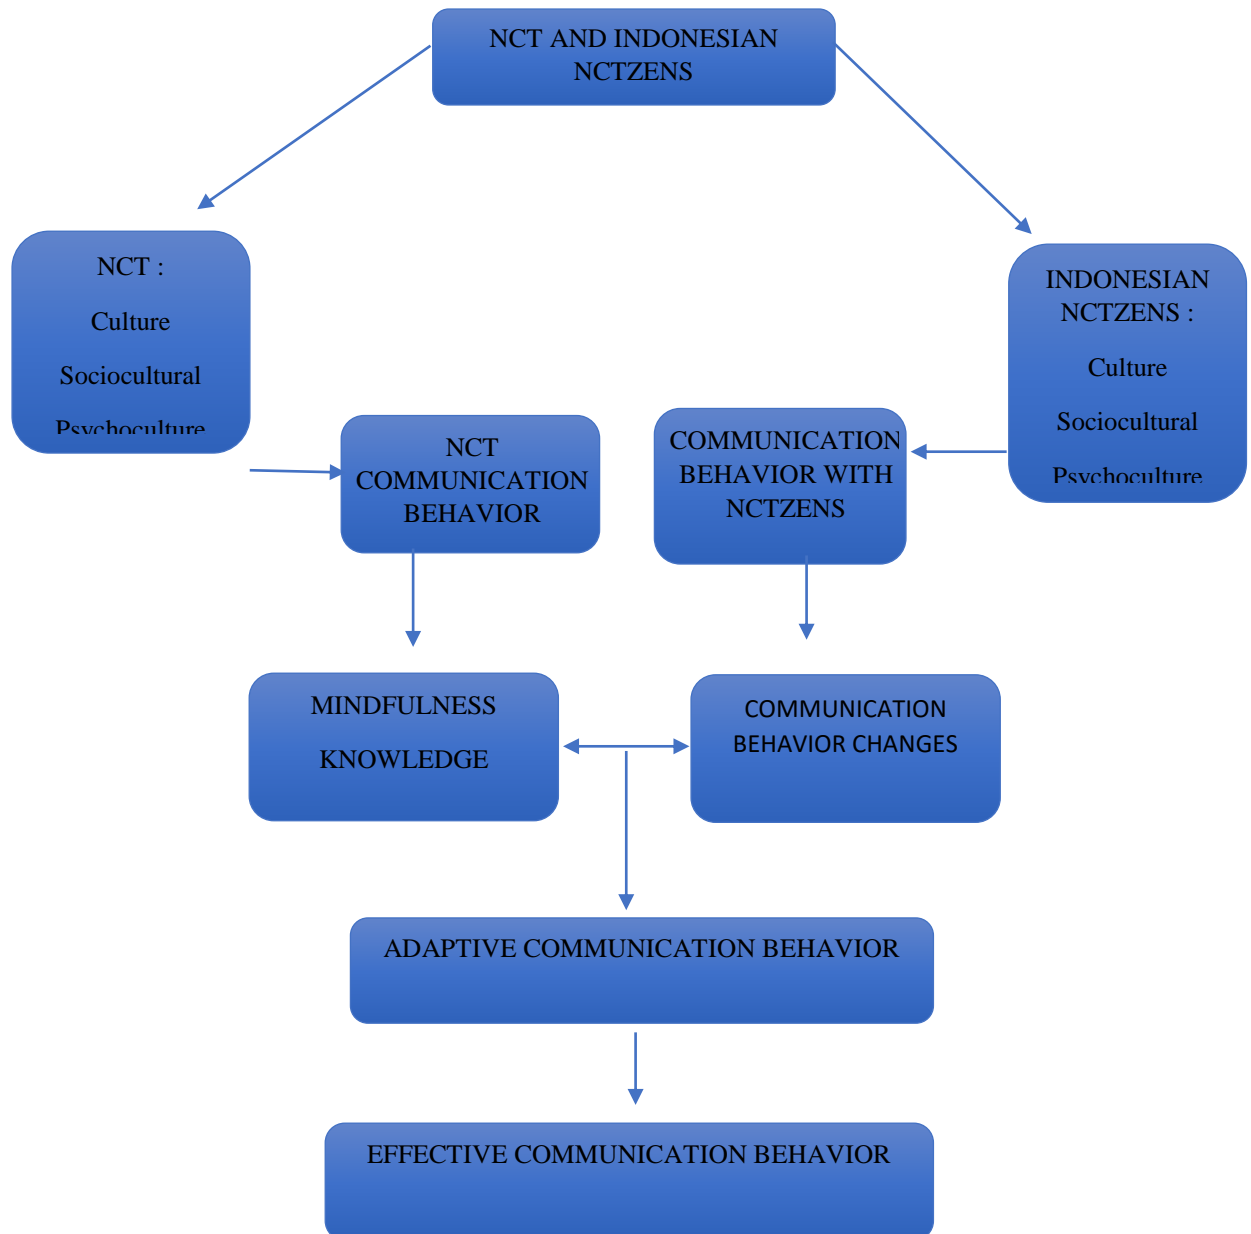 NCT AND INDONESIAN
NCTZENS
NCT :
Culture
Sociocultural
Psychoculture
INDONESIAN
NCTZENS :
Culture
Sociocultural
Psychoculture
NCT
COMMUNICATION
BEHAVIOR
COMMUNICATION
BEHAVIOR WITH
NCTZENS
MINDFULNESS
KNOWLEDGE
COMMUNICATION
BEHAVIOR CHANGES
ADAPTIVE COMMUNICATION BEHAVIOR
EFFECTIVE COMMUNICATION BEHAVIOR